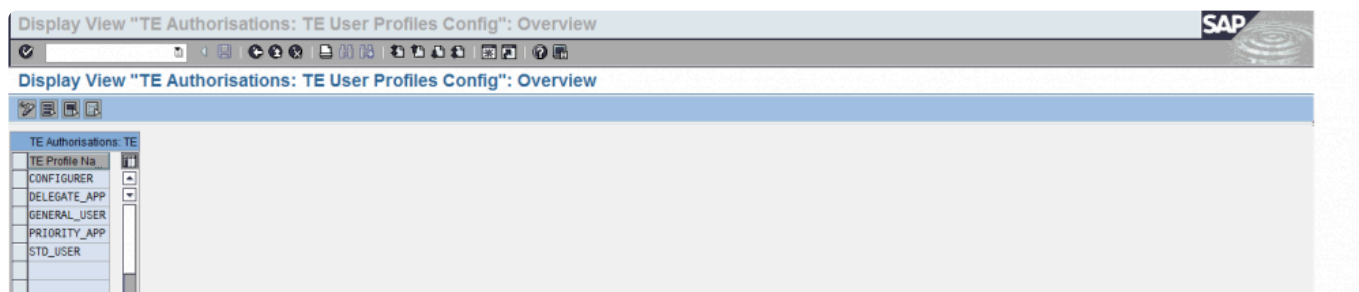 Display View "TE Authorisations: TE User Profiles Config": Overview
SAP
Display View "TE Authorisations: TE User Profiles Config": Overview
TE Authorisations: TE
TE Profile Na...
CONFIGURER
DELEGATE_APP
GENERAL_USER
PRIORITY_APP
STD_USER